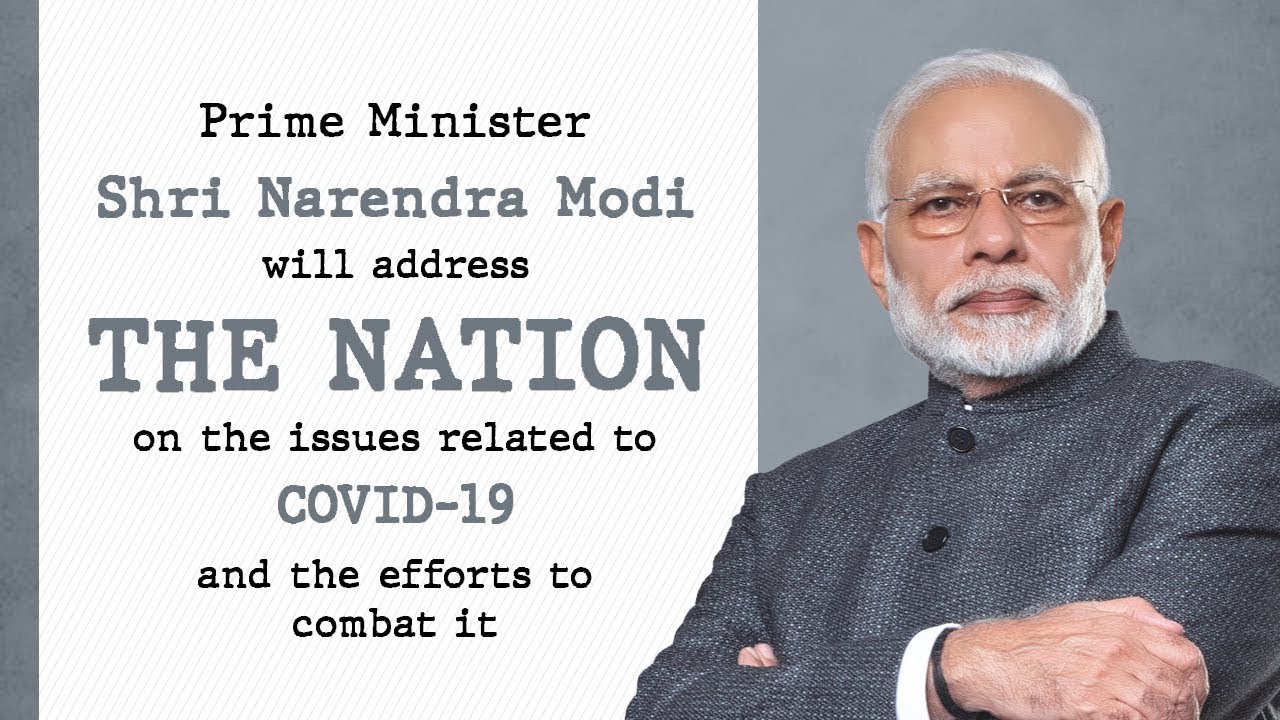 Prime Minister
Shri Narendra Modi
will address
THE NATION
on the issues related to
COVID-19
and the efforts to
combat it